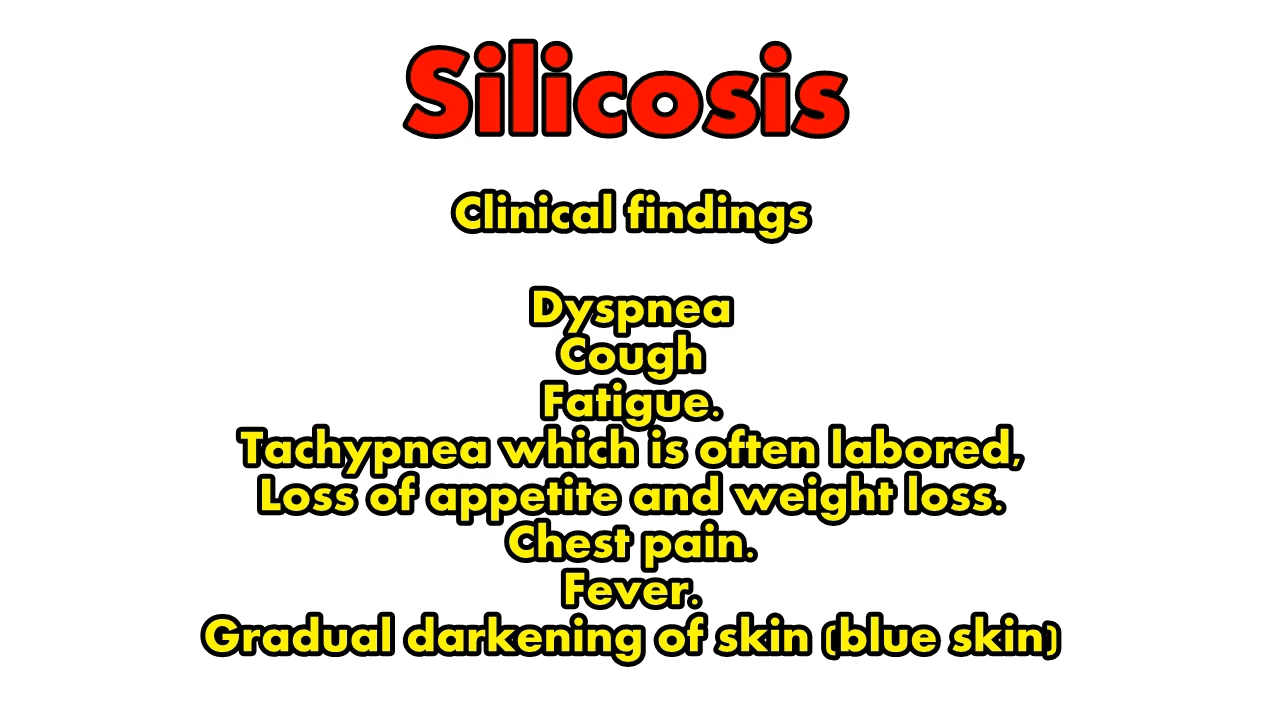 Silicosis
Clinical findings
Dyspnea
Cough
Fatigue.
Tachypnea which is often labored,
Loss of appetite and weight loss.
Chest pain.
Fever.
Gradual darkening of skin (blue skin)